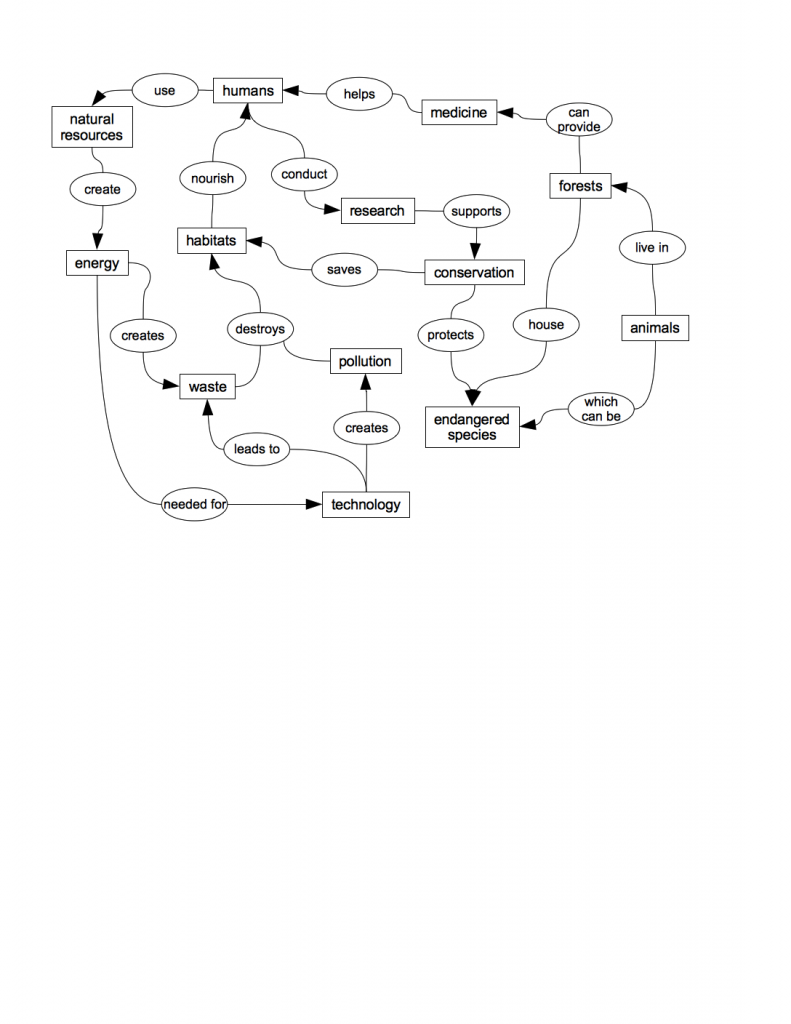 use
humans
helps
medicine
can
provide
natural
resources
nourish
conduct
forests
create
research
supports
habitats
live in
energy
saves
conservation
creates
destroys
protects
house
animals
pollution
waste
which
can be
creates
endangered
species
leads to
needed for
technology